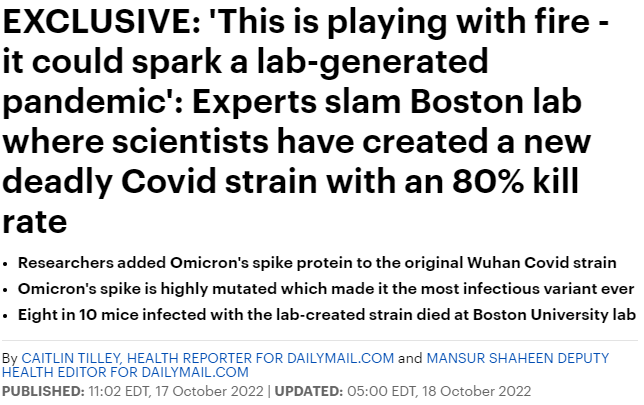 EXCLUSIVE: 'This is playing with fire -
it could spark a lab-generated
pandemic': Experts slam Boston lab
where scientists have created a new
deadly Covid strain with an 80% kill
rate
• Researchers added Omicron's spike protein to the original Wuhan Covid strain
• Omicron's spike is highly mutated which made it the most infectious variant ever
• Eight in 10 mice infected with the lab-created strain died at Boston University lab
By CAITLIN TILLEY, HEALTH REPORTER FOR DAILYMAIL.COM and MANSUR SHAHEEN DEPUTY
HEALTH EDITOR FOR DAILYMAIL.COM
PUBLISHED: 11:02 EDT, 17 October 2022 | UPDATED: 05:00 EDT, 18 October 2022